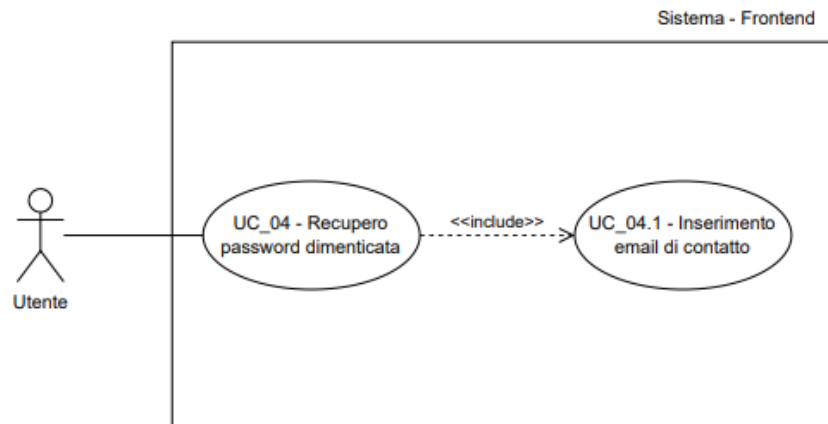 Sistema - Frontend
UC_04 - Recupero
password dimenticata
<<include>>
UC_04.1 - Inserimento
email di contatto
Utente